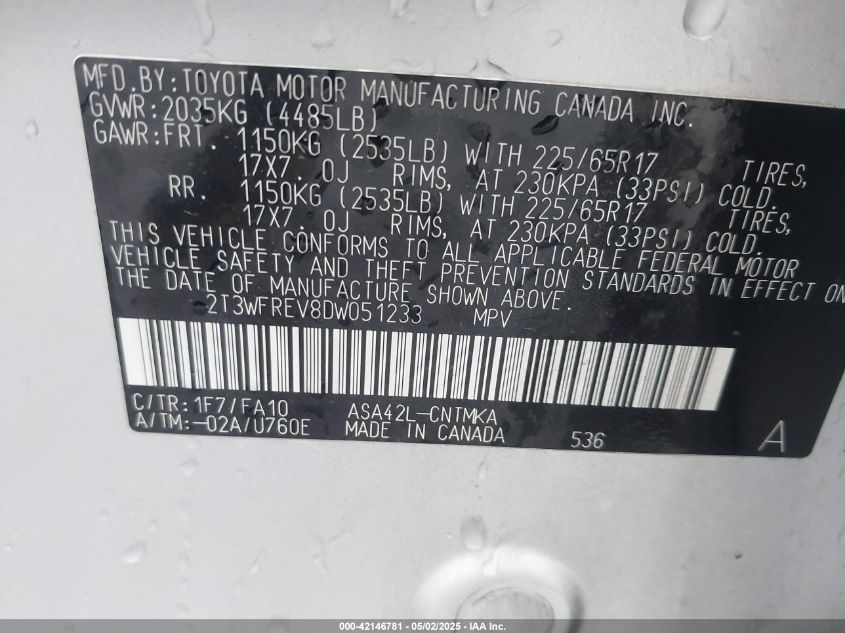 MFD.BY:TOYOTA MOTOR MANUFACTURING CANADA INC.
GVWR:2035KG (4485LB)
GAWR:FRT. 1150KG (2535LB) WITH 225/65R17 TIRES,
17X7.0J RIMS, AT 230KPA (33PSI) COLD.
RR. 1150KG (2535LB) WITH 225/65R17 TIRES,
17X7.0J RIMS, AT 230KPA (33PSI) COLD.
THIS VEHICLE CONFORMS TO ALL APPLICABLE FEDERAL MOTOR
VEHICLE SAFETY AND THEFT PREVENTION STANDARDS IN EFFECT ON
THE DATE OF MANUFACTURE SHOWN ABOVE.
2T3WFREV8DW051233 MPV
C/TR:1F7/FA10 ASA42L-CNTMKA
A/TM:-02A/U760E MADE IN CANADA 536 A
000-42146781 - 05/02/2025 - IAA Inc.